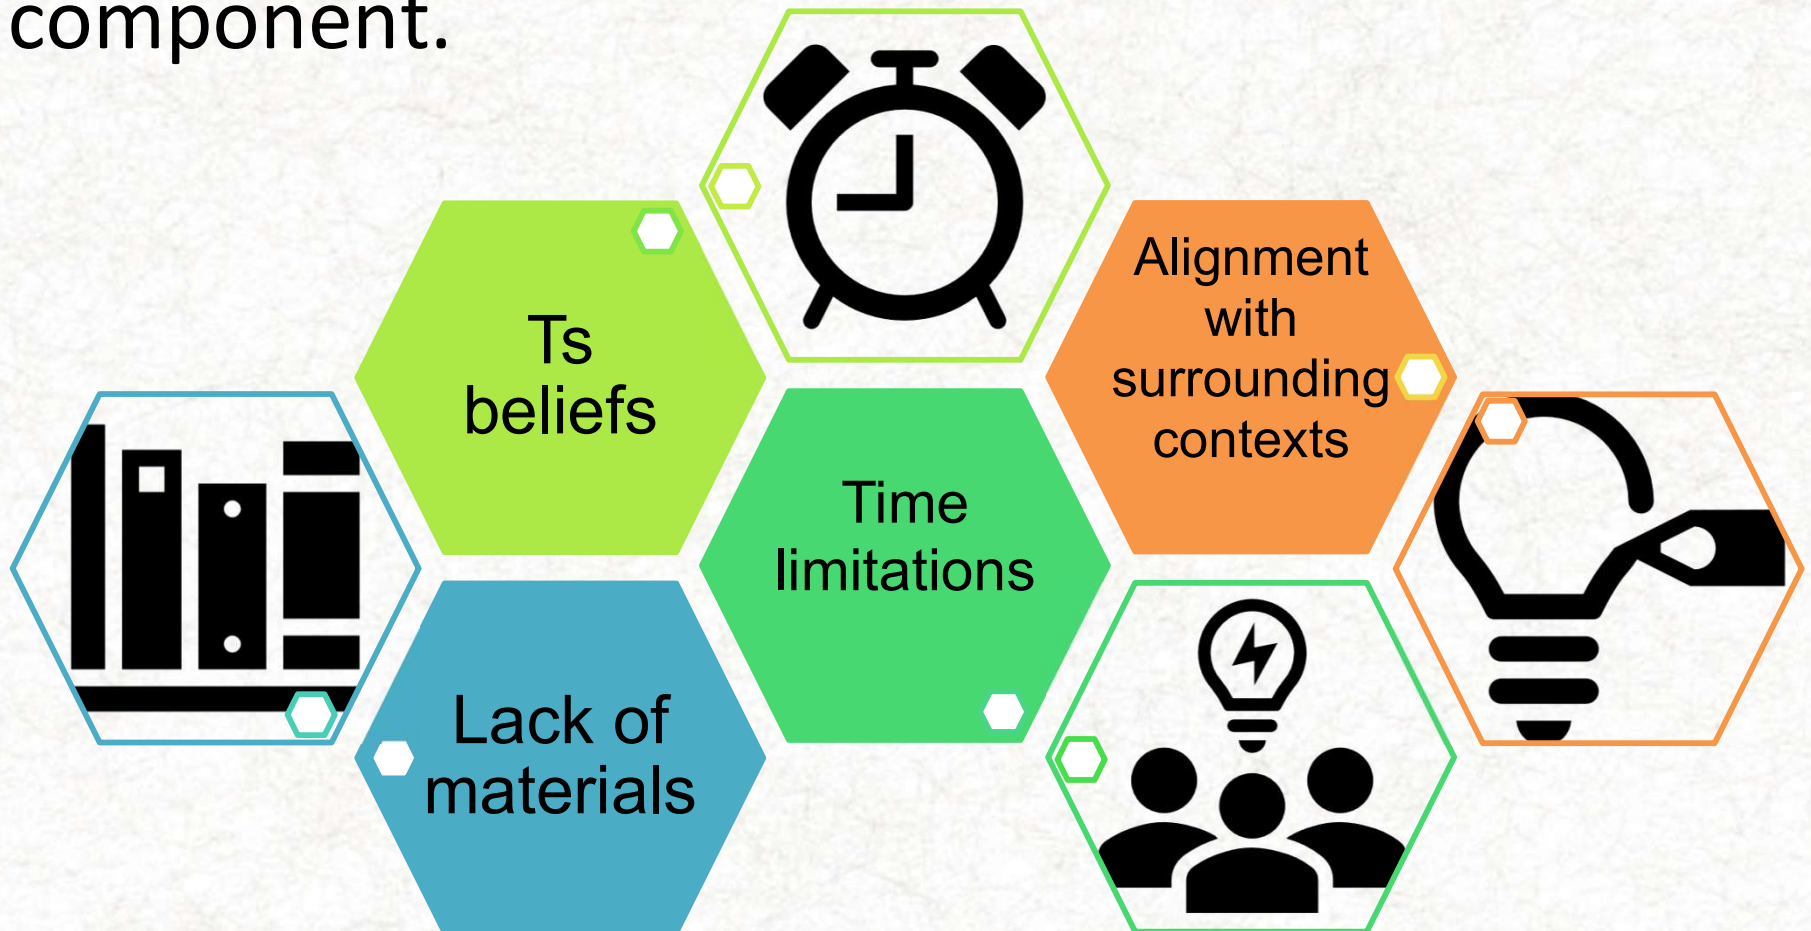 component.
Ts
beliefs
Alignment
with
surrounding
contexts
Time
limitations
Lack of
materials